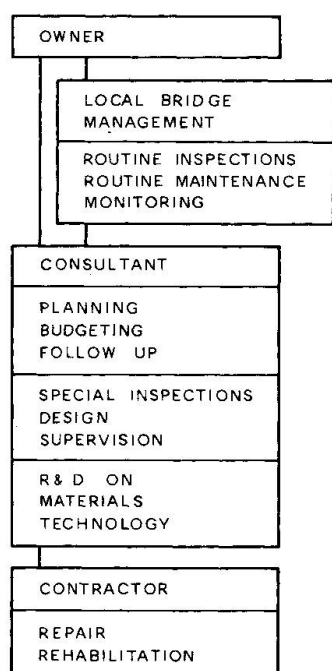 OWNER
LOCAL BRIDGE
MANAGEMENT
ROUTINE INSPECTIONS
ROUTINE MAINTENANCE
MONITORING
CONSULTANT
PLANNING
BUDGETING
FOLLOW UP
SPECIAL INSPECTIONS
DESIGN
SUPERVISION
R & D ON
MATERIALS
TECHNOLOGY
CONTRACTOR
REPAIR
REHABILITATION